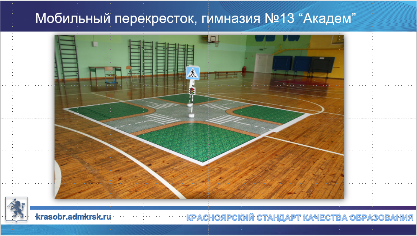 Мобильный перекресток, гимназия №13 “Академ”
krasobr.admkrsk.ru
КРАСНОЯРСКИЙ СТАНДАРТ КАЧЕСТВА ОБРАЗОВАНИЯ